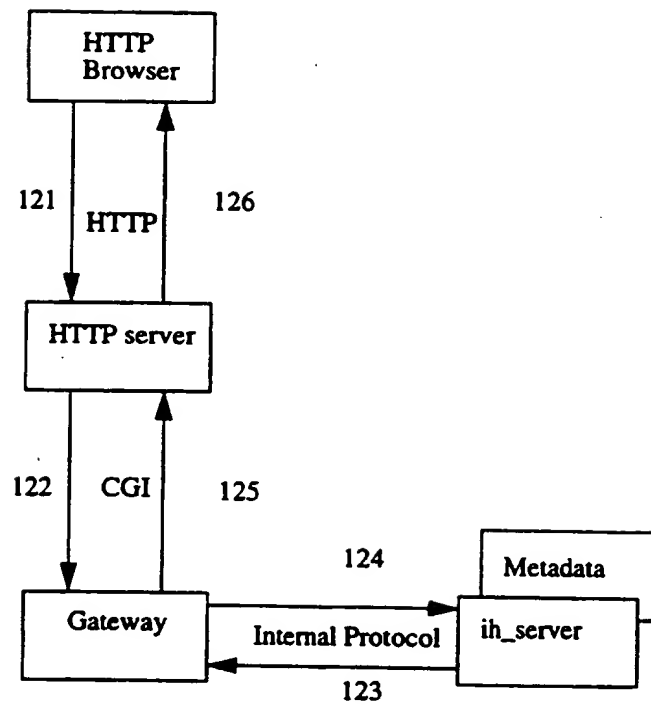 HTTP
Browser
121
HTTP
126
HTTP server
122
CGI
125
124
Metadata
Gateway
Internal Protocol
ih_server
123